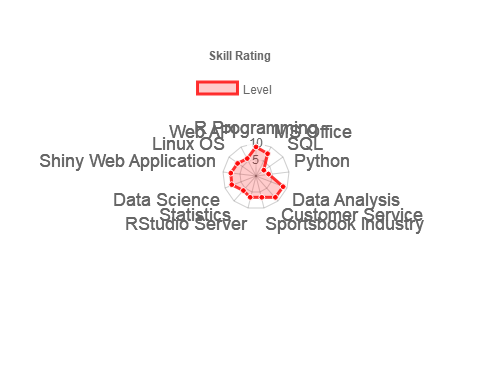 Skill Rating
Level
R Programming
Web API
MS Office
Linux OS
SQL
10
5
Shiny Web Application
Python
Data Science
Data Analysis
Statistics
Customer Service
RStudio Server
Sportsbook Industry